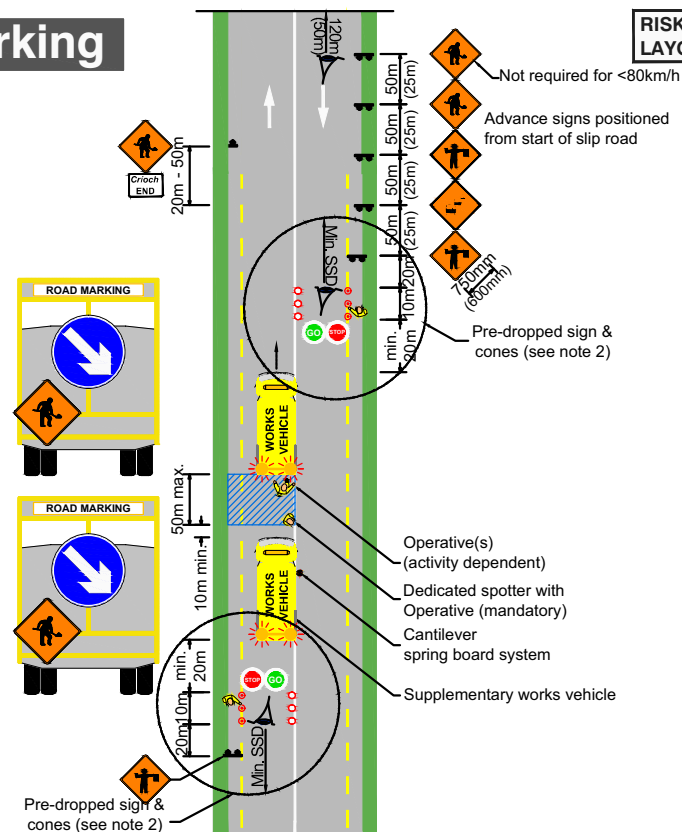 rking
RISK
LAYO
120m
(50m)
Not required for <80km/h
Advance signs positioned
from start of slip road
50m
(25m)
50m
(25m)
50m
(25m)
50m
(25m)
Crioch
END
20m - 50m
Min. SSD
20m
10m
min.
20m
750mm
(600mm)
GO
STOP
Pre-dropped sign &
cones (see note 2)
ROAD MARKING
WORKS
VEHICLE
50m max.
ROAD MARKING
10m min.
Operative(s)
(activity dependent)
Dedicated spotter with
Operative (mandatory)
WORKS
VEHICLE
Cantilever
spring board system
Supplementary works vehicle
min.
20m
STOP
GO
10m
20m
Min. SSD
Pre-dropped sign &
cones (see note 2)